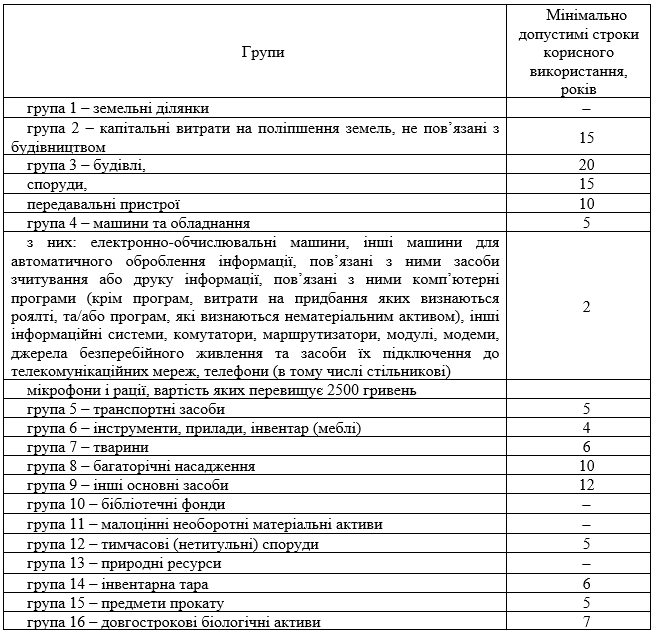 Групи
Мінімально
допустимі строки
корисного
використання,
років
група 1 – земельні ділянки
–
група 2 – капітальні витрати на поліпшення земель, не пов’язані з
будівництвом
15
група 3 – будівлі,
20
споруди,
15
передавальні пристрої
10
група 4 – машини та обладнання
5
з них: електронно-обчислювальні машини, інші машини для
автоматичного оброблення інформації, пов’язані з ними засоби
зчитування або друку інформації, пов’язані з ними комп’ютерні
програми (крім програм, витрати на придбання яких визнаються
роялті, та/або програм, які визнаються нематеріальним активом), інші
інформаційні системи, комутатори, маршрутизатори, модулі, модеми,
джерела безперебійного живлення та засоби їх підключення до
телекомунікаційних мереж, телефони (в тому числі стільникові)
2
мікрофони і рації, вартість яких перевищує 2500 гривень
група 5 – транспортні засоби
5
група 6 – інструменти, прилади, інвентар (меблі)
4
група 7 – тварини
6
група 8 – багаторічні насадження
10
група 9 – інші основні засоби
12
група 10 – бібліотечні фонди
–
група 11 – малоцінні необоротні матеріальні активи
–
група 12 – тимчасові (нетитульні) споруди
5
група 13 – природні ресурси
–
група 14 – інвентарна тара
6
група 15 – предмети прокату
5
група 16 – довгострокові біологічні активи
7